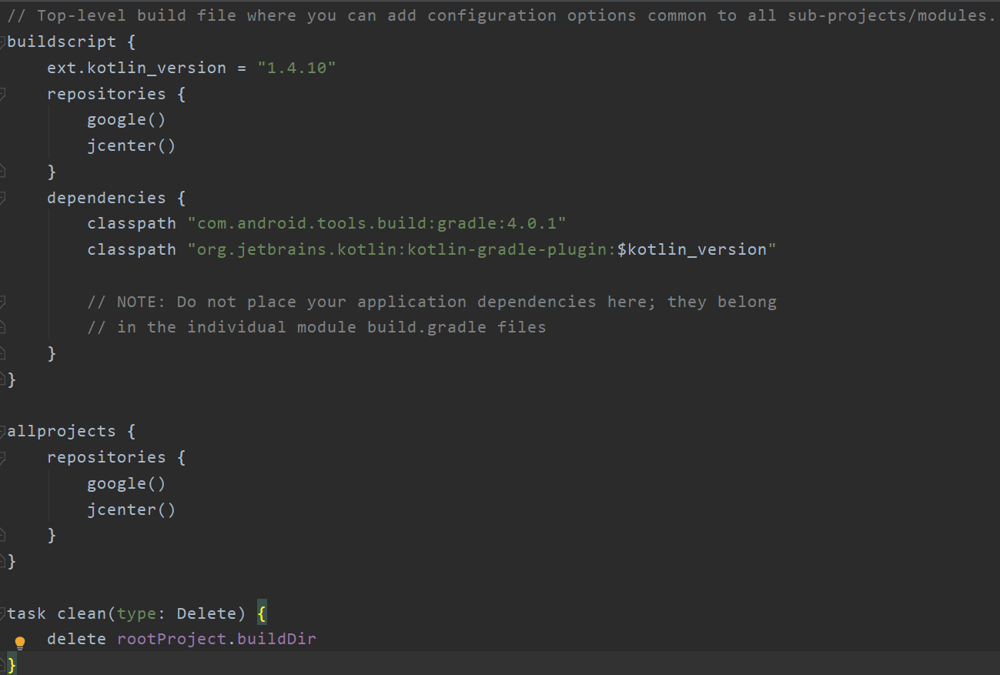 // Top-level build file where you can add configuration options common to all sub-projects/modules.
buildscript {
    ext.kotlin_version = "1.4.10"
    repositories {
        google()
        jcenter()
    }
    dependencies {
        classpath "com.android.tools.build:gradle:4.0.1"
        classpath "org.jetbrains.kotlin:kotlin-gradle-plugin:$kotlin_version"

        // NOTE: Do not place your application dependencies here; they belong
        // in the individual module build.gradle files
    }
}

allprojects {
    repositories {
        google()
        jcenter()
    }
}

task clean(type: Delete) {
    delete rootProject.buildDir
}